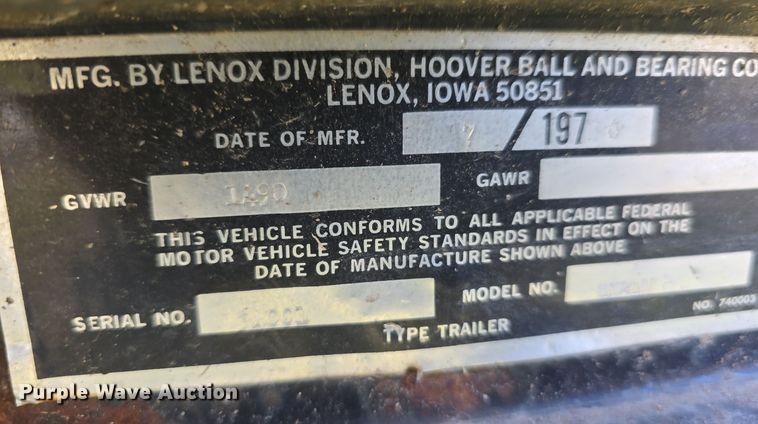 MFG. BY LENOX DIVISION, HOOVER BALL AND BEARING CO
LENOX, IOWA 50851
DATE OF MFR. 7/197
GVWR 1490 GAWR
THIS VEHICLE CONFORMS TO ALL APPLICABLE FEDERAL
MOTOR VEHICLE SAFETY STANDARDS IN EFFECT ON THE
DATE OF MANUFACTURE SHOWN ABOVE
SERIAL NO. MODEL NO.
TYPE TRAILER NO. 740003
Purple Wave Auction